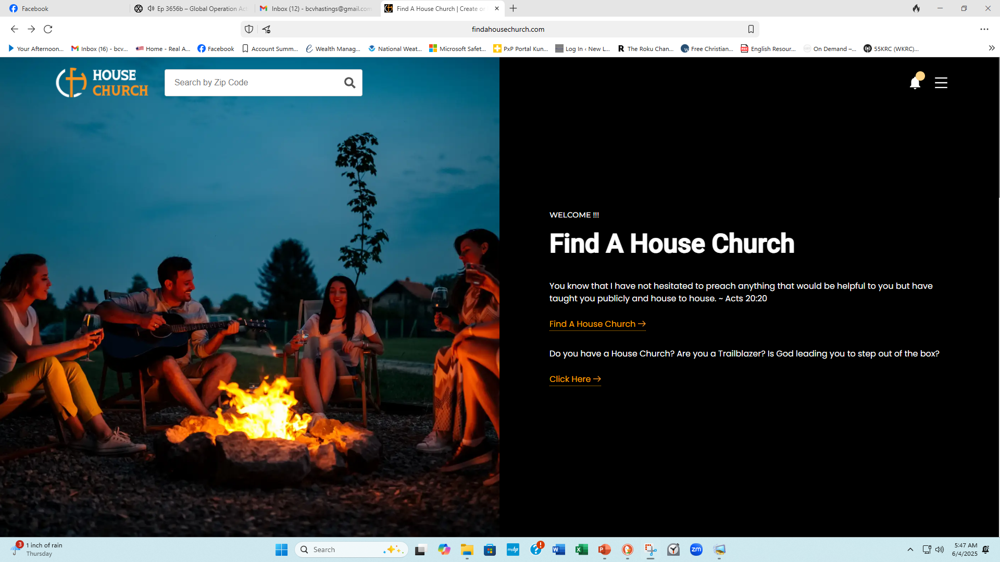 Facebook
Ep 3656b – Global Operation Act
Inbox (12) - bcvhastings@gmail.com
Find A House Church | Create or
findahousechurch.com
Your Afternoon...
Inbox (16) - bcv...
Home - Real A...
Facebook
Account Summ...
Wealth Manag...
National Weat...
Microsoft Safet...
PxP Portal Kun...
Log In ‹ New L...
The Roku Chan...
Free Christian...
English Resour...
On Demand –...
55KRC (WKRC)...
HOUSE
CHURCH
Search by Zip Code
WELCOME !!!
Find A House Church
You know that I have not hesitated to preach anything that would be helpful to you but have
taught you publicly and house to house. ~ Acts 20:20
Find A House Church →
Do you have a House Church? Are you a Trailblazer? Is God leading you to step out of the box?
Click Here →
3
1 inch of rain
Thursday
Search
myhp
zm
5:47 AM
6/4/2025